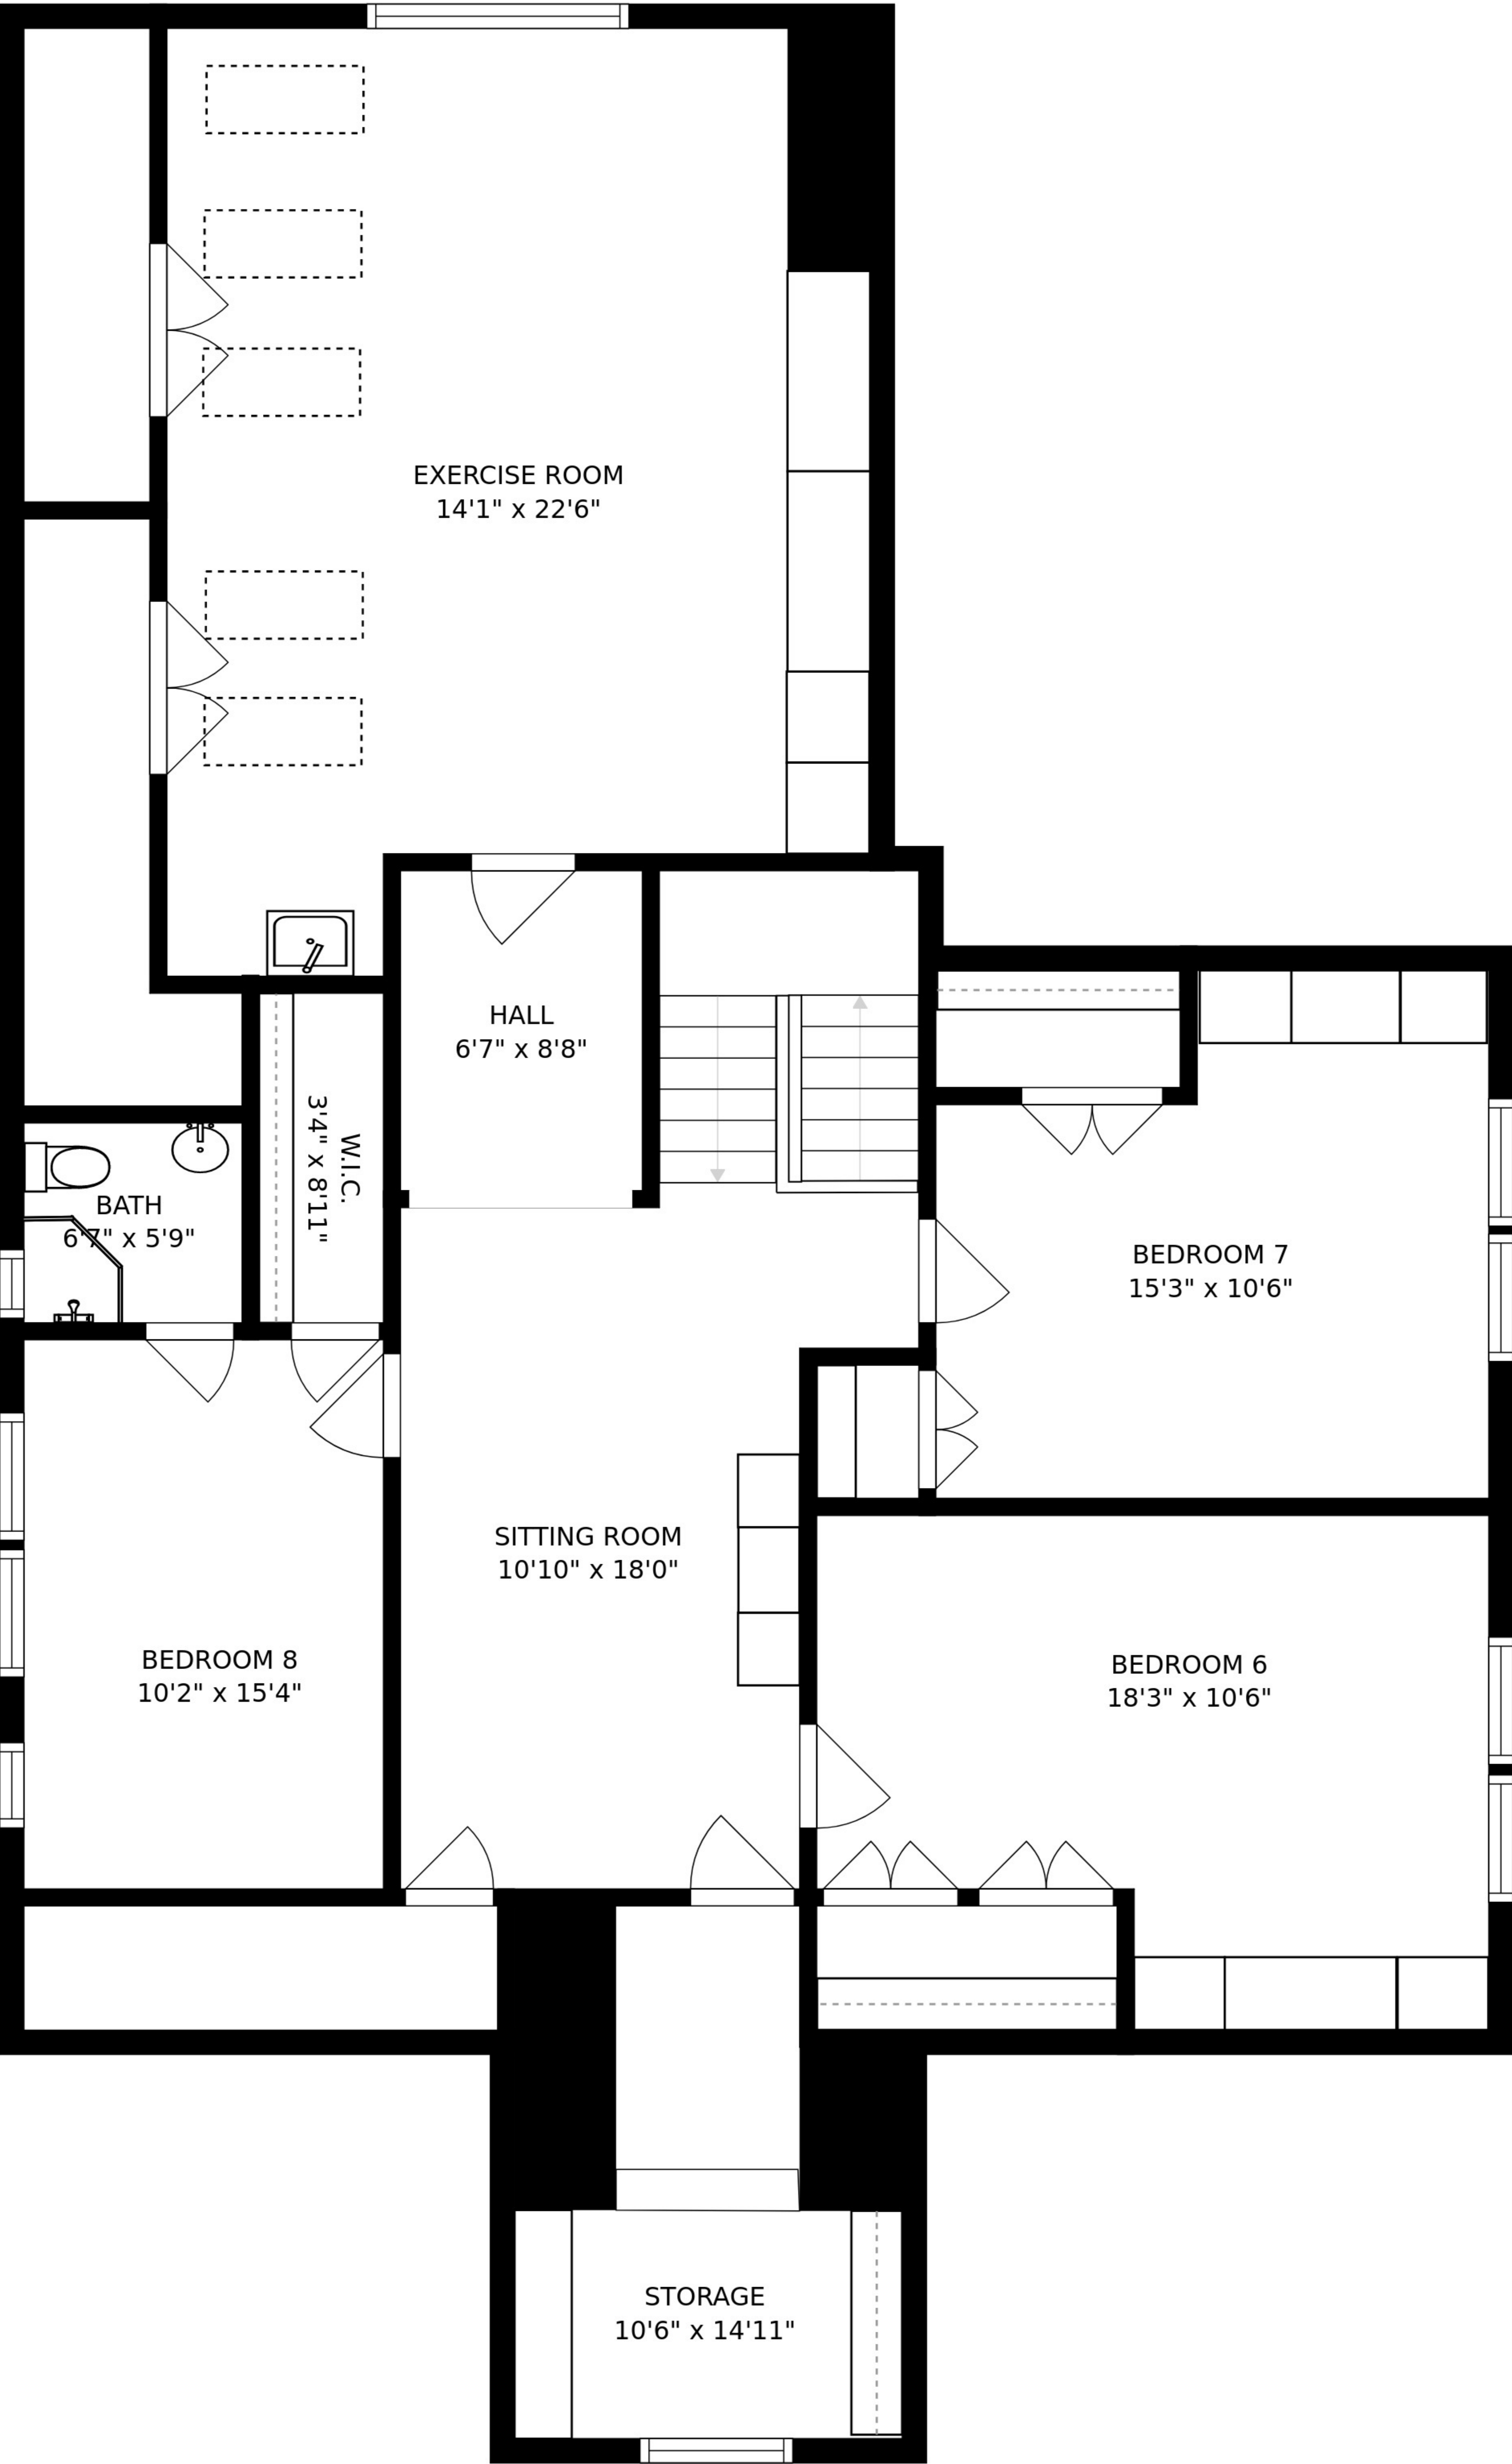 EXERCISE ROOM
14'1" x 22'6"
HALL
6'7" x 8'8"
W.I.C.
3'4" x 8'11"
BATH
6'7" x 5'9"
BEDROOM 7
15'3" x 10'6"
SITTING ROOM
10'10" x 18'0"
BEDROOM 8
10'2" x 15'4"
BEDROOM 6
18'3" x 10'6"
STORAGE
10'6" x 14'11"